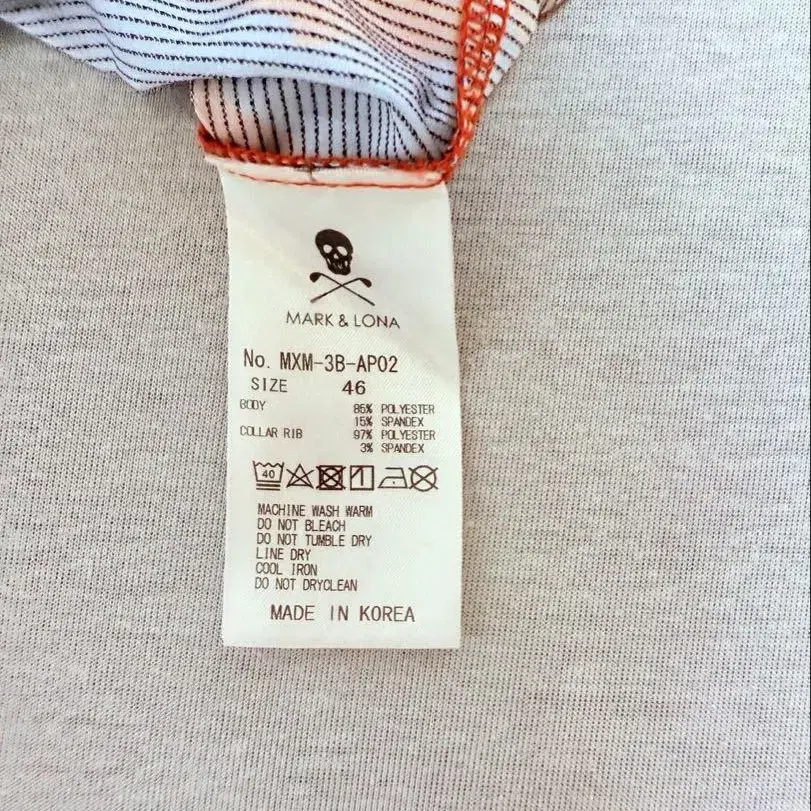 MARK & LONA
No. MXM-3B-AP02
SIZE 46
BODY 85% POLYESTER
15% SPANDEX
COLLAR RIB 97% POLYESTER
3% SPANDEX
40
MACHINE WASH WARM
DO NOT BLEACH
DO NOT TUMBLE DRY
LINE DRY
COOL IRON
DO NOT DRYCLEAN
MADE IN KOREA